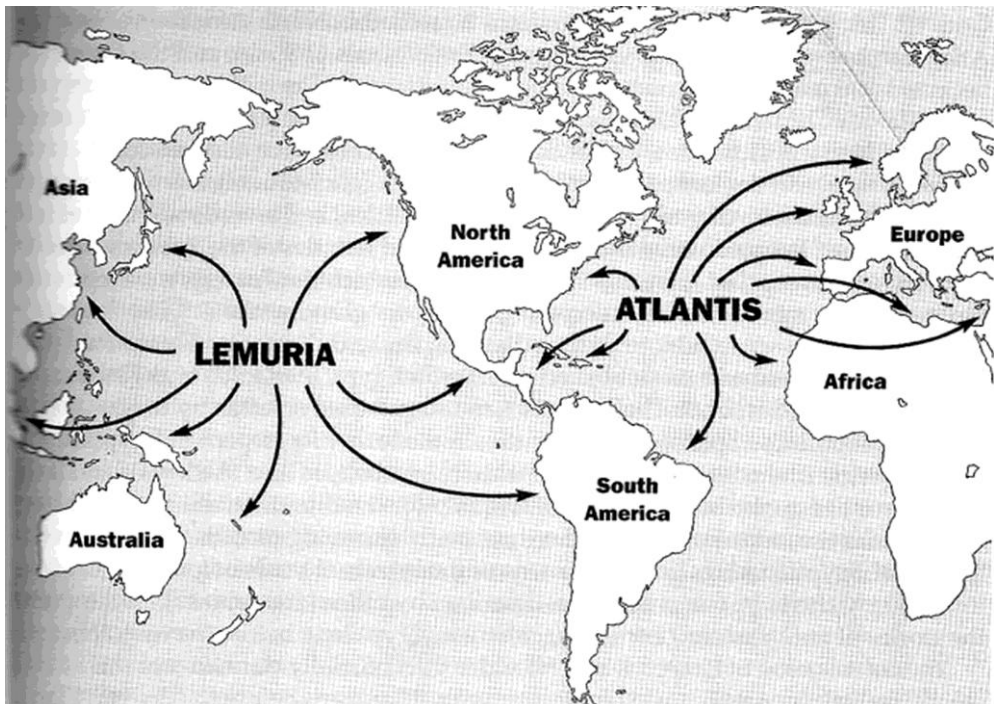 Asia
North
America
Europe
ATLANTIS
LEMURIA
Africa
South
America
Australia